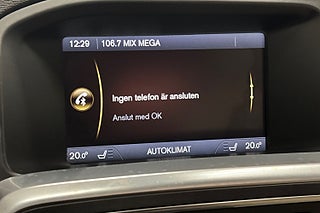 12:29 106.7 MIX MEGA
Ingen telefon är ansluten
Anslut med OK
20.0° AUTOKLIMAT 20.0°